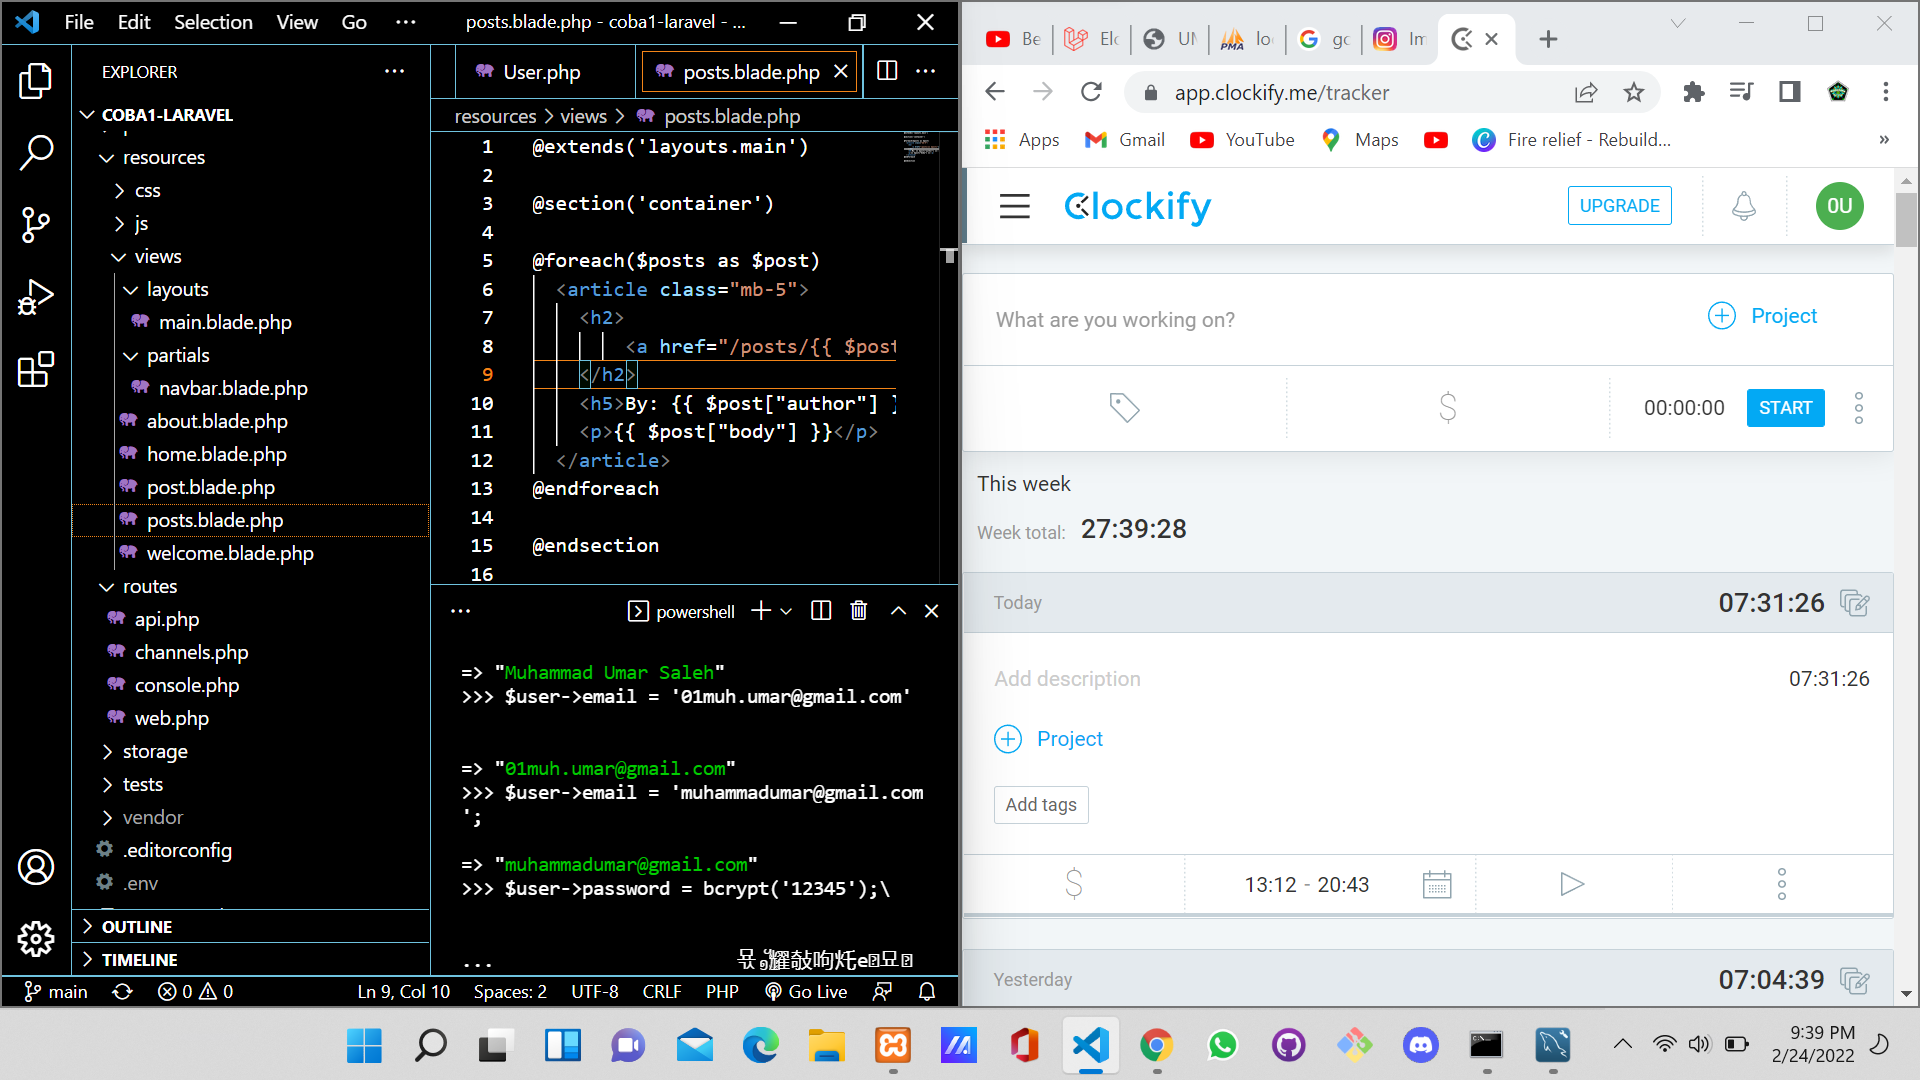 File Edit Selection View Go ··· posts.blade.php - coba1-laravel - ...
EXPLORER
COBA1-LARAVEL
resources
css
js
views
layouts
main.blade.php
partials
navbar.blade.php
about.blade.php
home.blade.php
post.blade.php
posts.blade.php
welcome.blade.php
routes
api.php
channels.php
console.php
web.php
storage
tests
vendor
.editorconfig
.env
OUTLINE
TIMELINE
User.php posts.blade.php
resources > views > posts.blade.php
1 @extends('layouts.main')
2
3 @section('container')
4
5 @foreach($posts as $post)
6 <article class="mb-5">
7 <h2>
8 <a href="/posts/{{ $post
9 </h2>
10 <h5>By: {{ $post["author"] }
11 <p>{{ $post["body"] }}</p>
12 </article>
13 @endforeach
14
15 @endsection
16
powershell
=> "Muhammad Umar Saleh"
>>> $user->email = '01muh.umar@gmail.com'
=> "01muh.umar@gmail.com"
>>> $user->email = 'muhammadumar@gmail.com
';
=> "muhammadumar@gmail.com"
>>> $user->password = bcrypt('12345');\
...
main 0 0 Ln 9, Col 10 Spaces: 2 UTF-8 CRLF PHP Go Live
Be Elo UN lo go Im
app.clockify.me/tracker
Apps Gmail YouTube Maps Fire relief - Rebuild... »
Clockify UPGRADE 0U
What are you working on? Project
00:00:00 START
This week
Week total: 27:39:28
Today 07:31:26
Add description 07:31:26
Project
Add tags
13:12 - 20:43
Yesterday 07:04:39
9:39 PM
2/24/2022